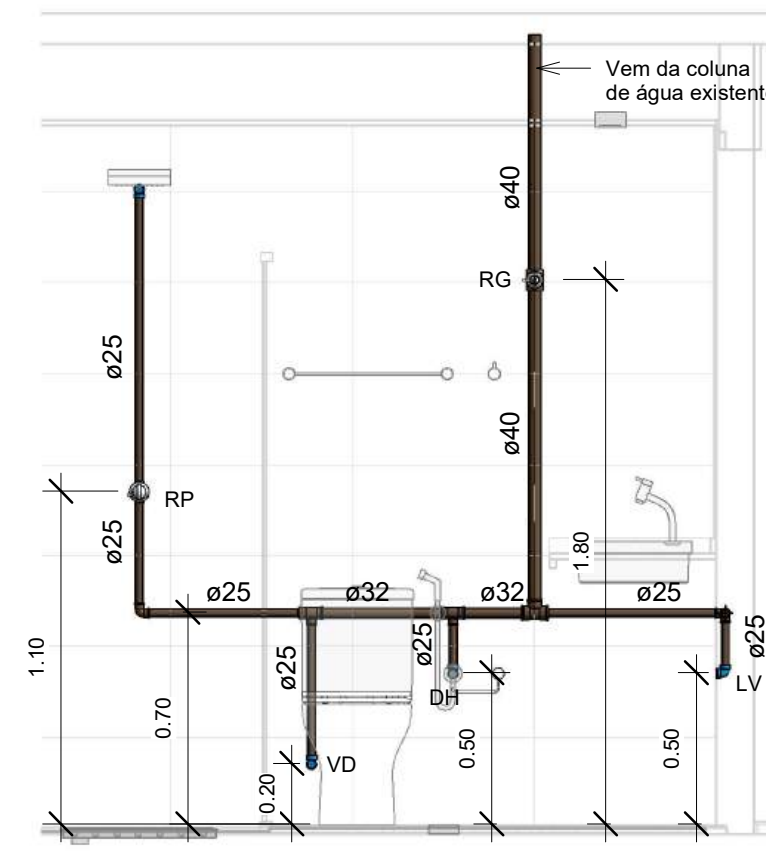 Vem da coluna
de água existent
ø40
RG
ø25
ø40
RP
ø25
1.80
ø25
ø32
ø32
ø25
ø25
ø25
ø25
1.10
0.70
DH
LV
0.50
0.50
VD
0.20